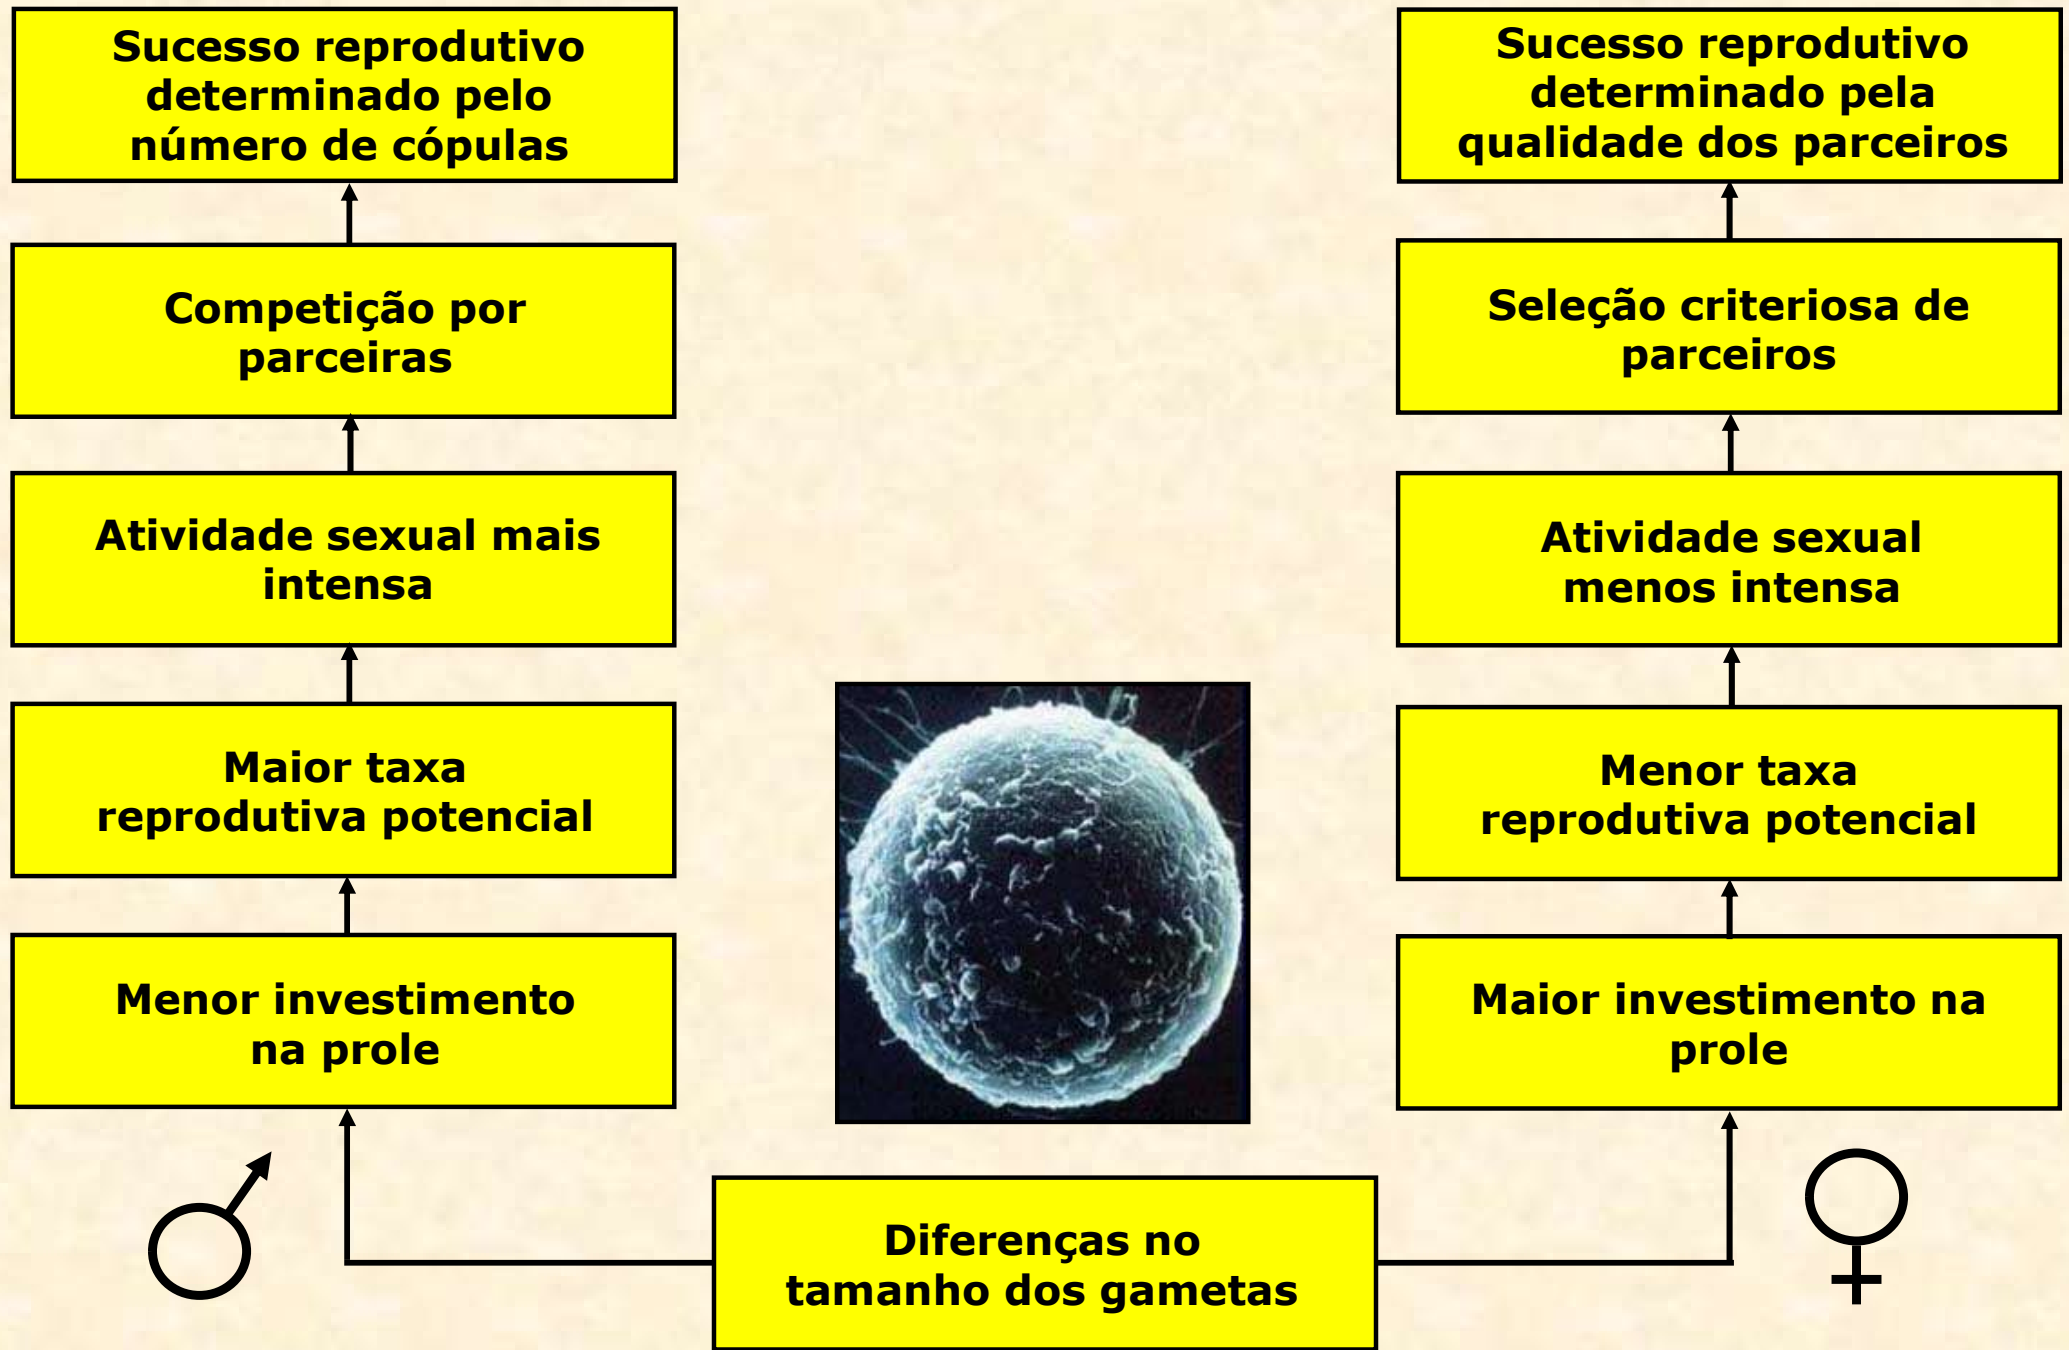 Sucesso reprodutivo
determinado pelo
número de cópulas
Competição por
parceiras
Atividade sexual mais
intensa
Maior taxa
reprodutiva potencial
Menor investimento
na prole
Sucesso reprodutivo
determinado pela
qualidade dos parceiros
Seleção criteriosa de
parceiros
Atividade sexual
menos intensa
Menor taxa
reprodutiva potencial
Maior investimento na
prole
Diferenças no
tamanho dos gametas